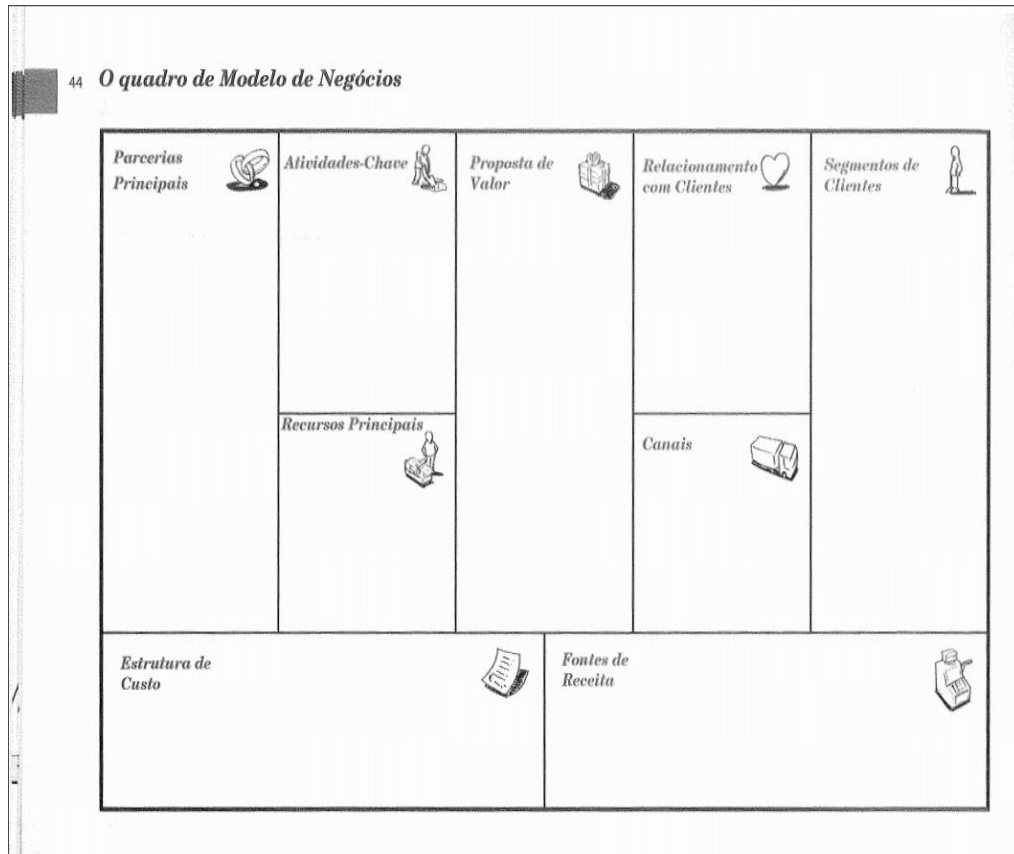 44 O quadro de Modelo de Negócios
Parcerias
Principais
Atividades-Chave
Proposta de
Valor
Relacionamento
com Clientes
Segmentos de
Clientes
Recursos Principais
Canais
Estrutura de
Custo
Fontes de
Receita